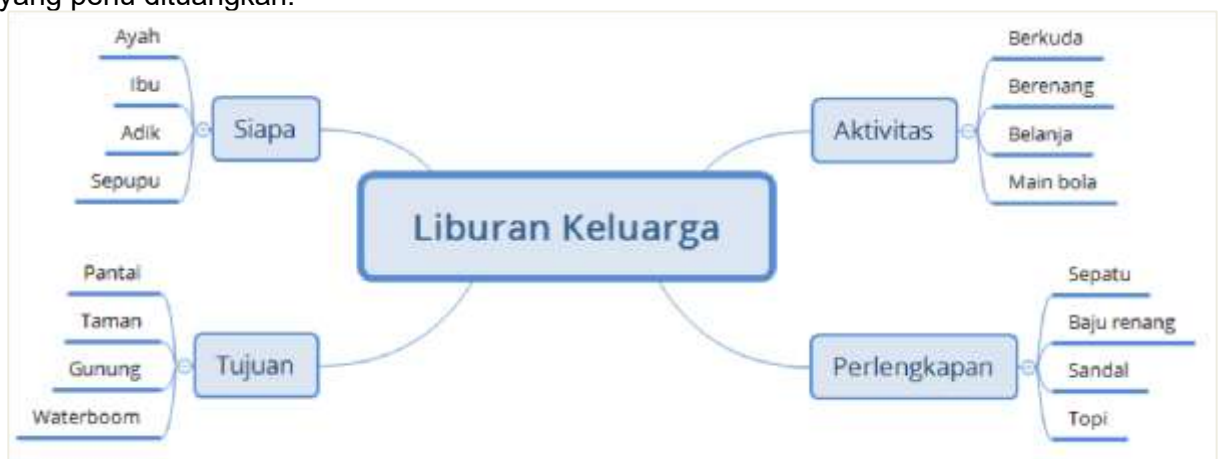 yang perlu dituangkan.
Liburan Keluarga
Siapa
Ayah
Ibu
Adik
Sepupu
Tujuan
Pantai
Taman
Gunung
Waterboom
Aktivitas
Berkuda
Berenang
Belanja
Main bola
Perlengkapan
Sepatu
Baju renang
Sandal
Topi